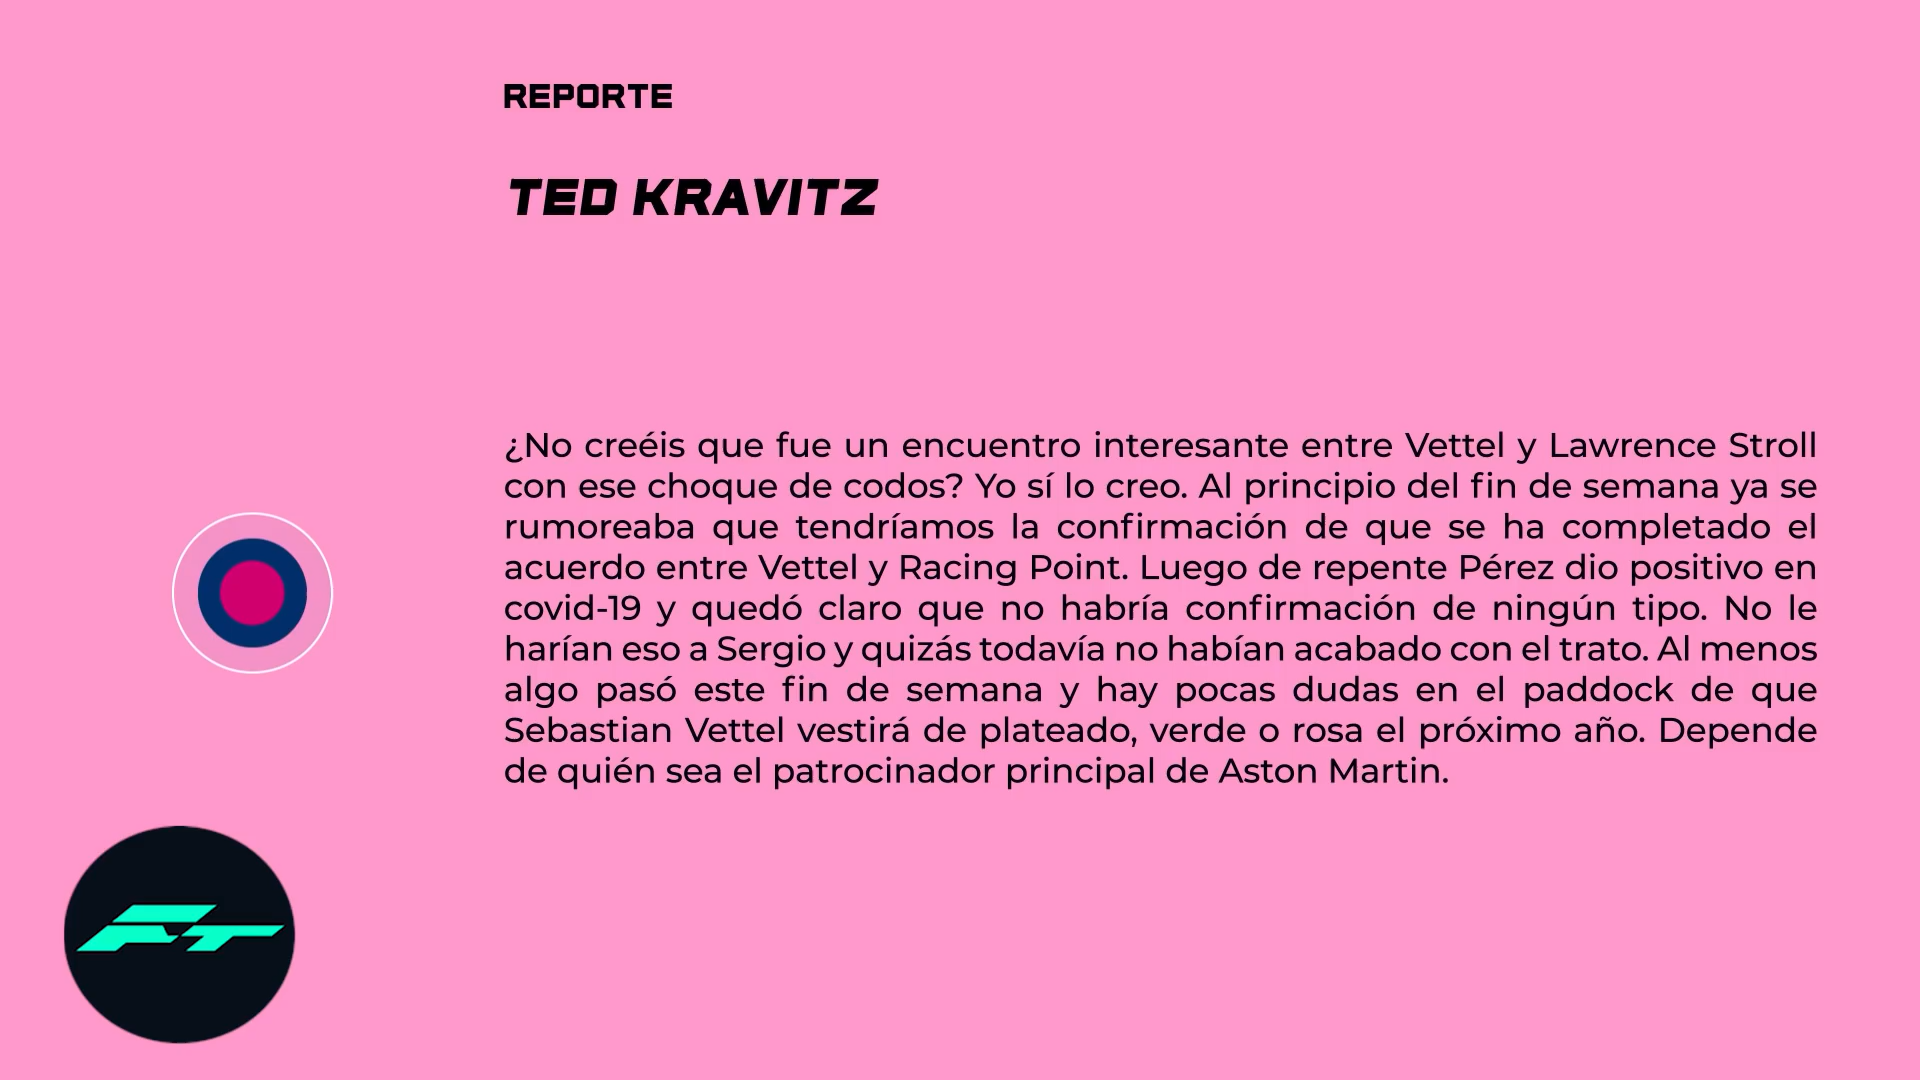 REPORTE
TED KRAVITZ
¿No creéis que fue un encuentro interesante entre Vettel y Lawrence Stroll
con ese choque de codos? Yo sí lo creo. Al principio del fin de semana ya se
rumoreaba que tendríamos la confirmación de que se ha completado el
acuerdo entre Vettel y Racing Point. Luego de repente Pérez dio positivo en
covid-19 y quedó claro que no habría confirmación de ningún tipo. No le
harían eso a Sergio y quizás todavía no habían acabado con el trato. Al menos
algo pasó este fin de semana y hay pocas dudas en el paddock de que
Sebastian Vettel vestirá de plateado, verde o rosa el próximo año. Depende
de quién sea el patrocinador principal de Aston Martin.
FT